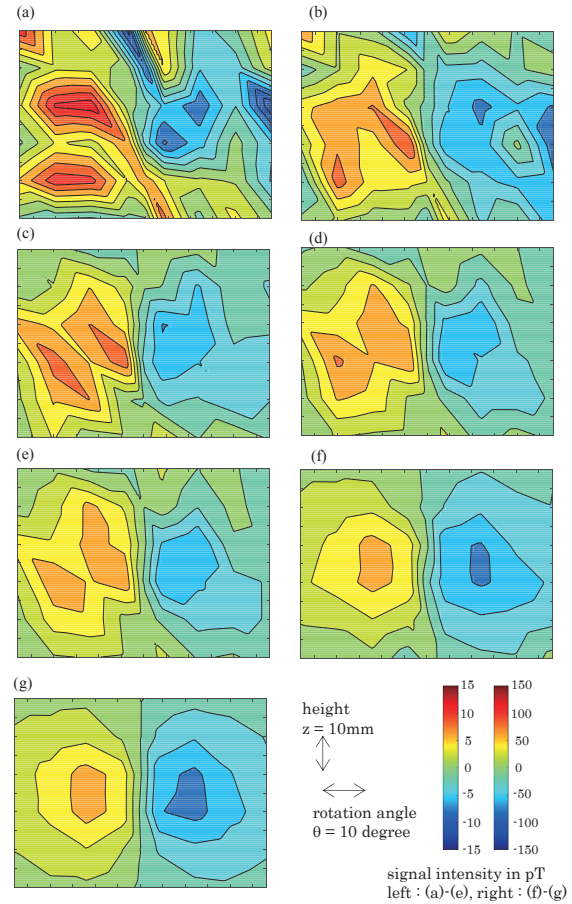 (a)
(b)
(c)
(d)
(e)
(f)
(g)
height
z = 10mm
rotation angle
θ = 10 degree
15 150
10 100
5 50
0 0
-5 -50
-10 -100
-15 -150
signal intensity in pT
left : (a)-(e), right : (f)-(g)